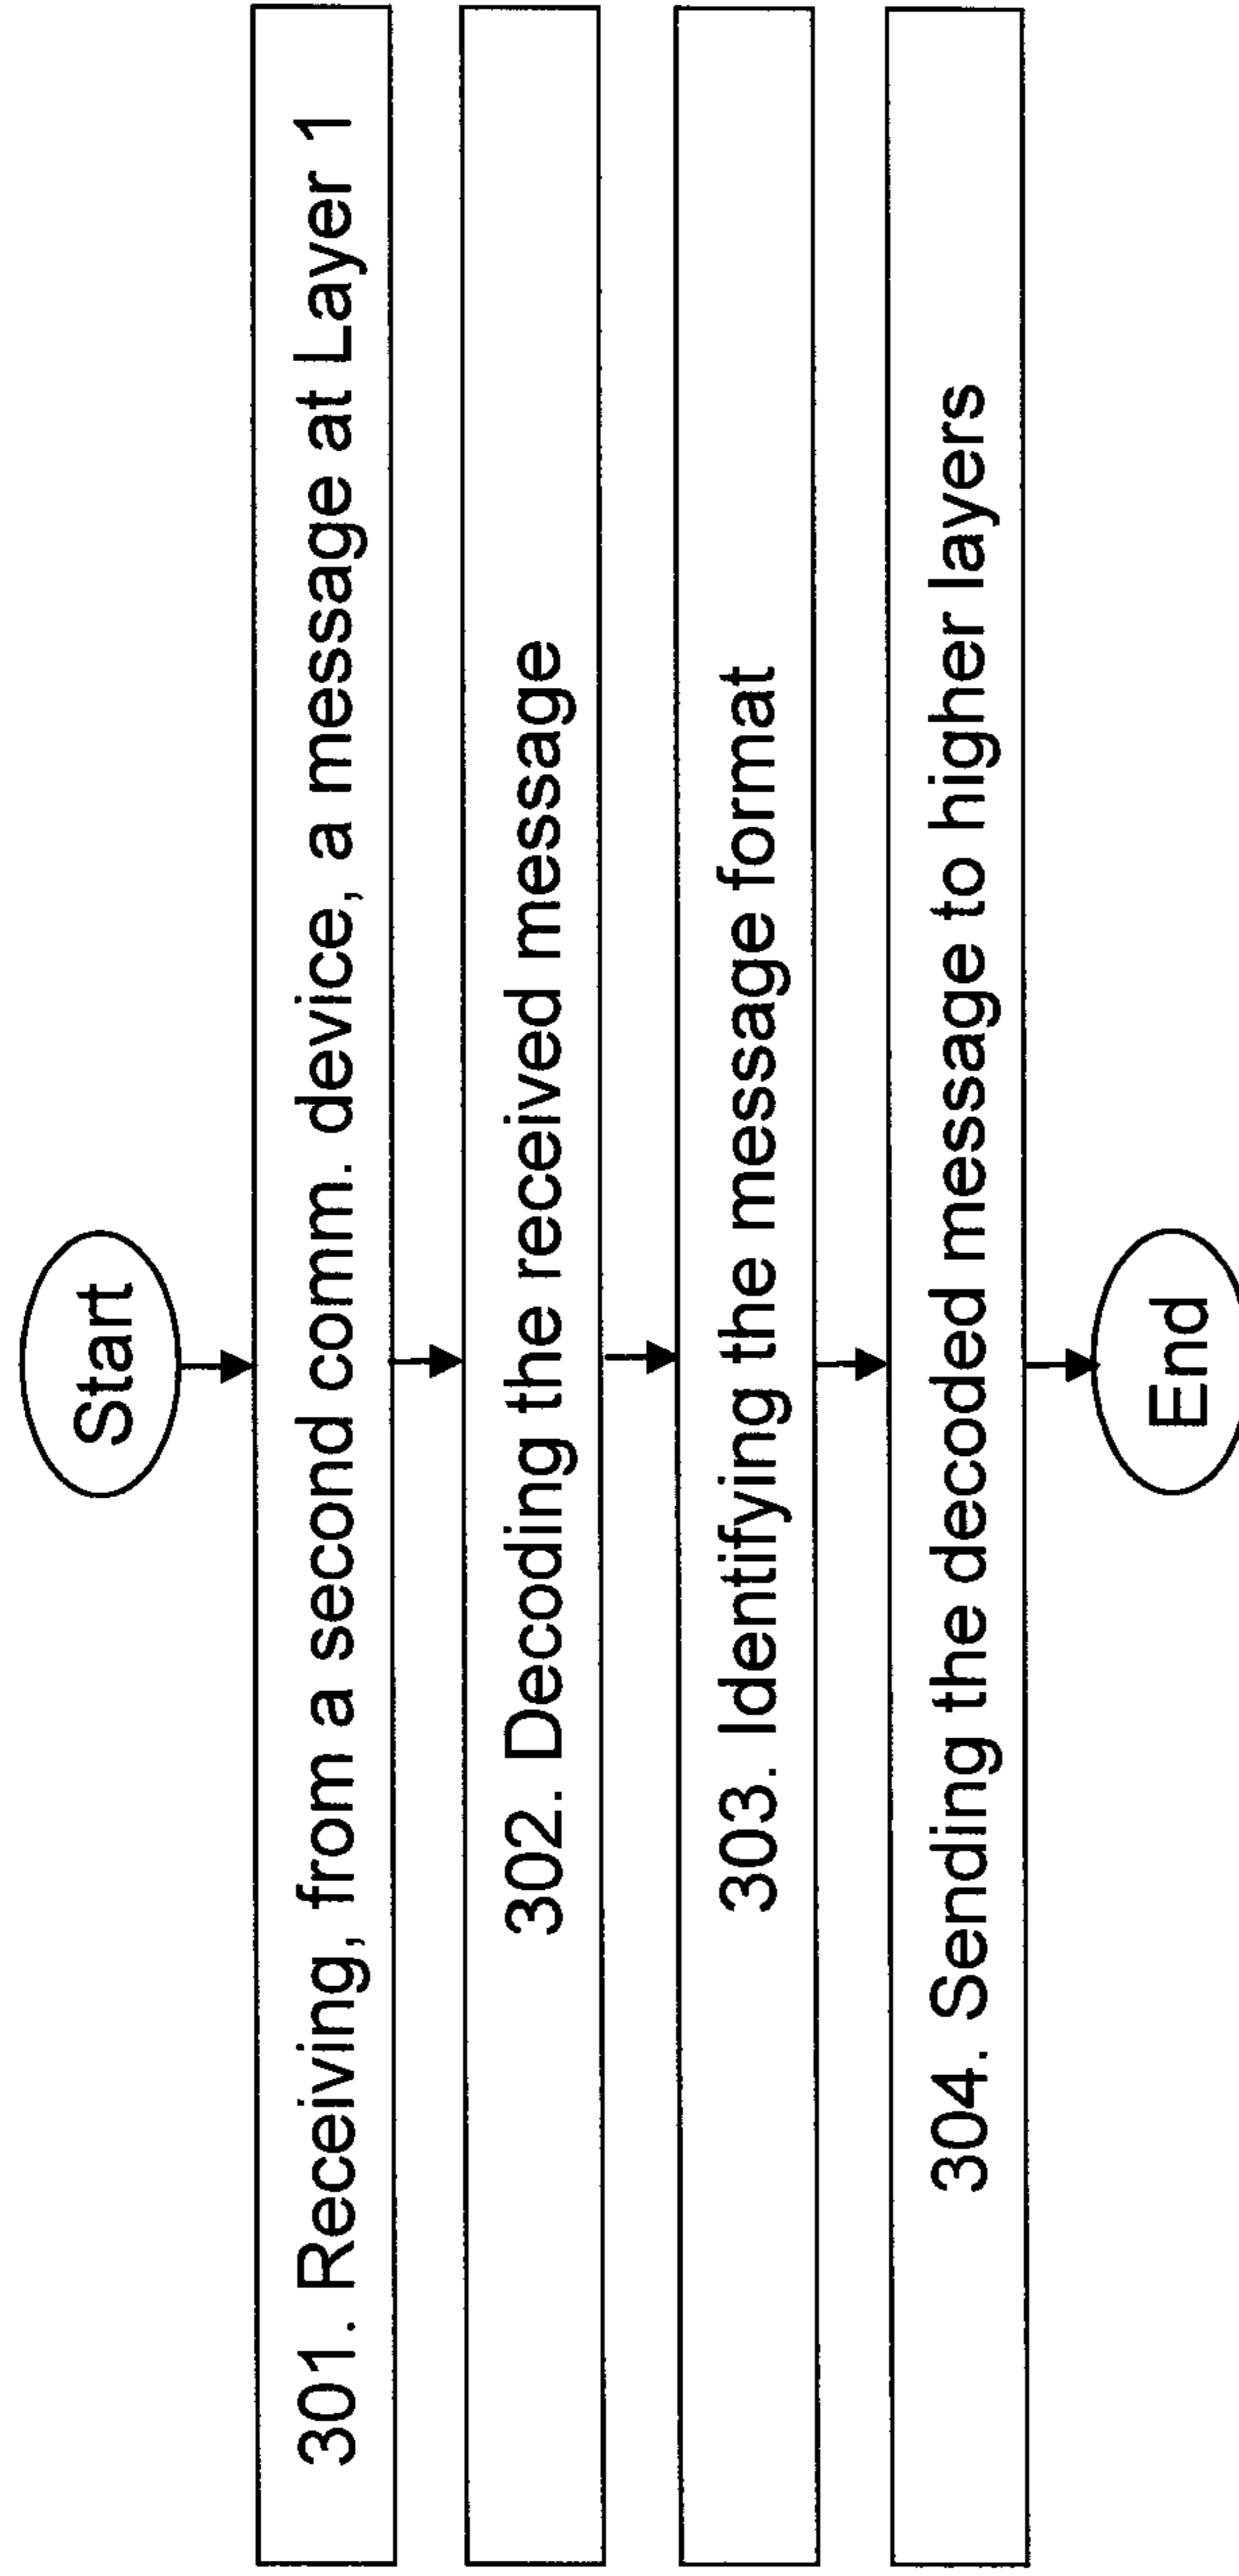 Start
301. Receiving, from a second comm. device, a message at Layer 1
302. Decoding the received message
303. Identifying the message format
304. Sending the decoded message to higher layers
End